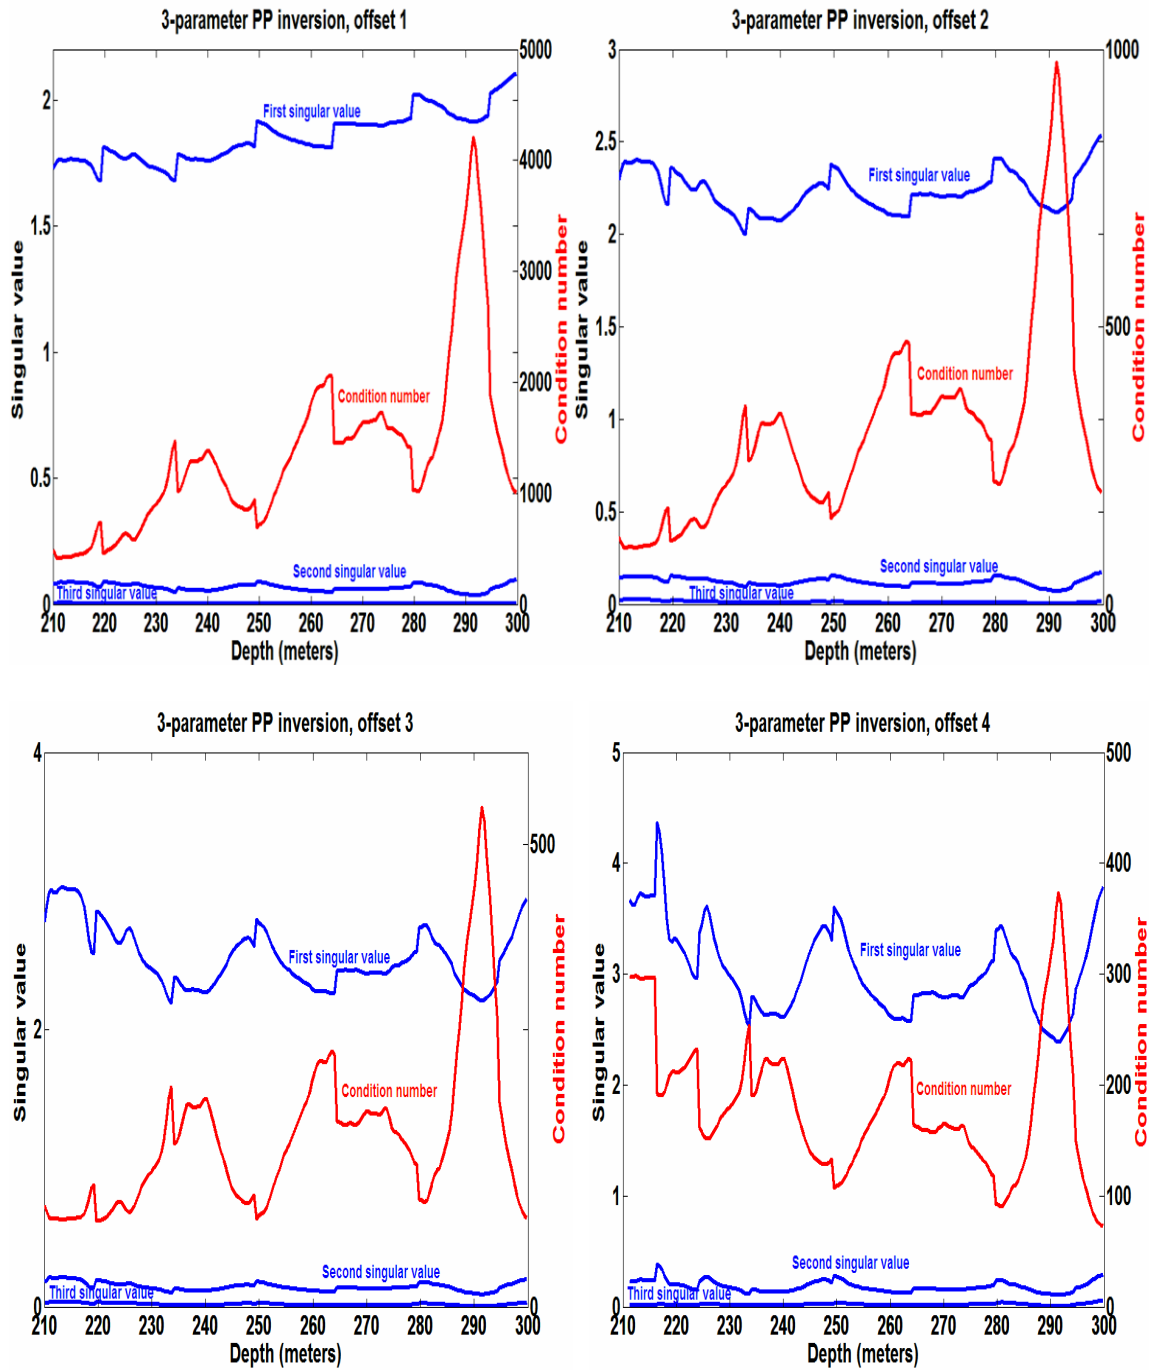 3-parameter PP inversion, offset 1
5000
4000
3000
2000
1000
0
2
1.5
1
0.5
0
First singular value
Condition number
Second singular value
Third singular value
Singular value
Condition number
210 220 230 240 250 260 270 280 290 300
Depth (meters)
3-parameter PP inversion, offset 2
3
2.5
2
1.5
1
0.5
0
1000
500
0
First singular value
Condition number
Second singular value
Third singular value
Singular value
Condition number
210 220 230 240 250 260 270 280 290 300
Depth (meters)
3-parameter PP inversion, offset 3
4
2
0
500
0
First singular value
Condition number
Second singular value
Third singular value
Singular value
Condition number
210 220 230 240 250 260 270 280 290 300
Depth (meters)
3-parameter PP inversion, offset 4
5
4
3
2
1
0
500
400
300
200
100
0
First singular value
Condition number
Second singular value
Third singular value
Singular value
Condition number
210 220 230 240 250 260 270 280 290 300
Depth (meters)